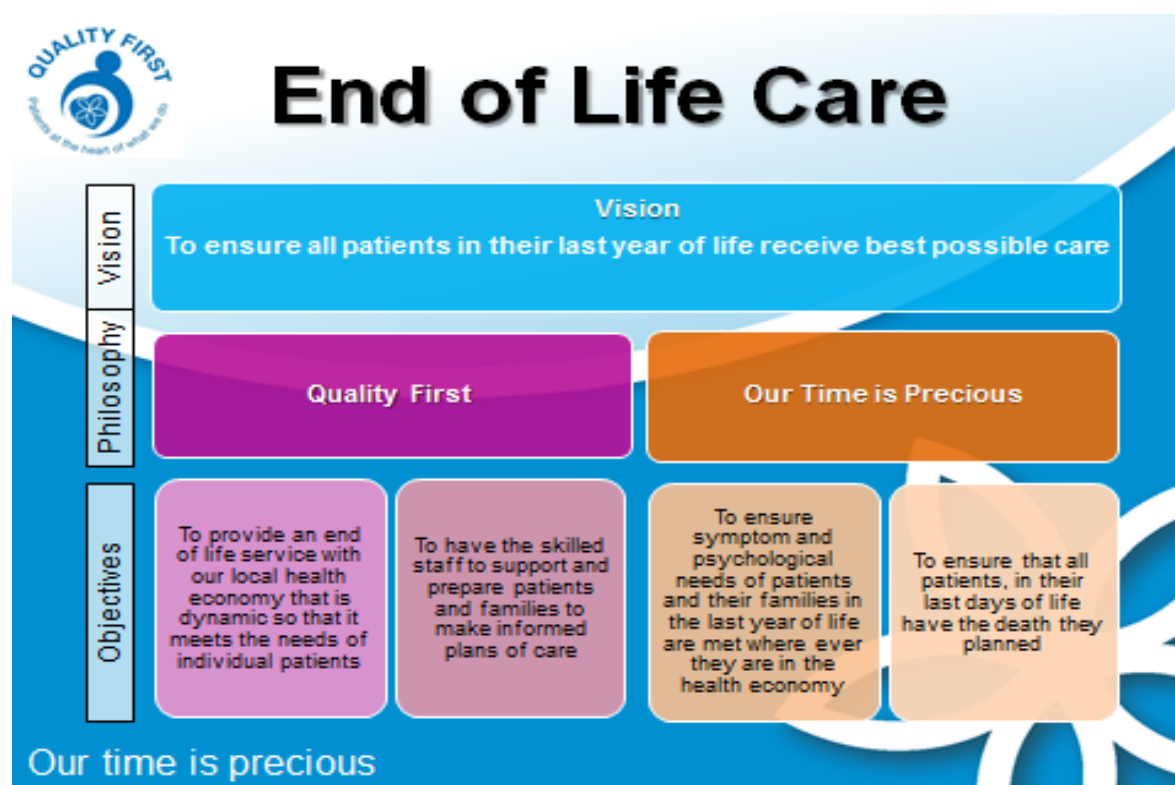 QUALITY FIRST
Patients at the heart of what we do
End of Life Care
Vision
Vision
To ensure all patients in their last year of life receive best possible care
Philosophy
Quality First
Our Time is Precious
Objectives
To provide an end
of life service with
our local health
economy that is
dynamic so that it
meets the needs of
individual patients
To have the skilled
staff to support and
prepare patients
and families to
make informed
plans of care
To ensure
symptom and
psychological
needs of patients
and their families in
the last year of life
are met where ever
they are in the
health economy
To ensure that all
patients, in their
last days of life
have the death they
planned
Our time is precious